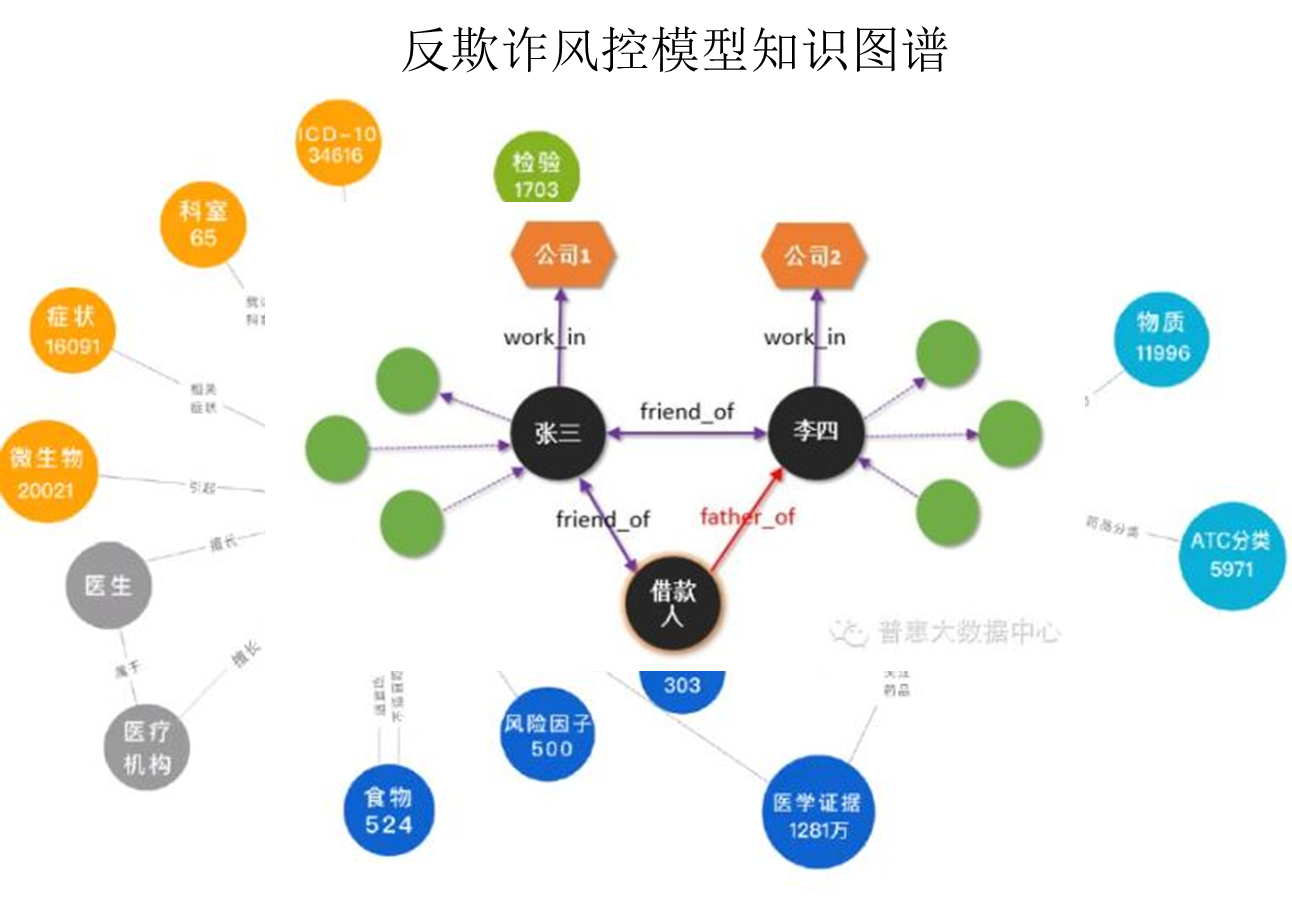 反欺诈风控模型知识图谱
ICD-10
34616
检验
1703
科室
65
公司1
公司2
症状
16091
物质
11996
work_in
work_in
相关
症状
friend_of
张三
李四
微生物
20021
引起
friend_of
father_of
药品分类
ATC分类
5971
擅长
医生
借款
人
普惠大数据中心
属于
擅长
303
药品
医疗
机构
风险因子
500
食物
524
医学证据
1281万